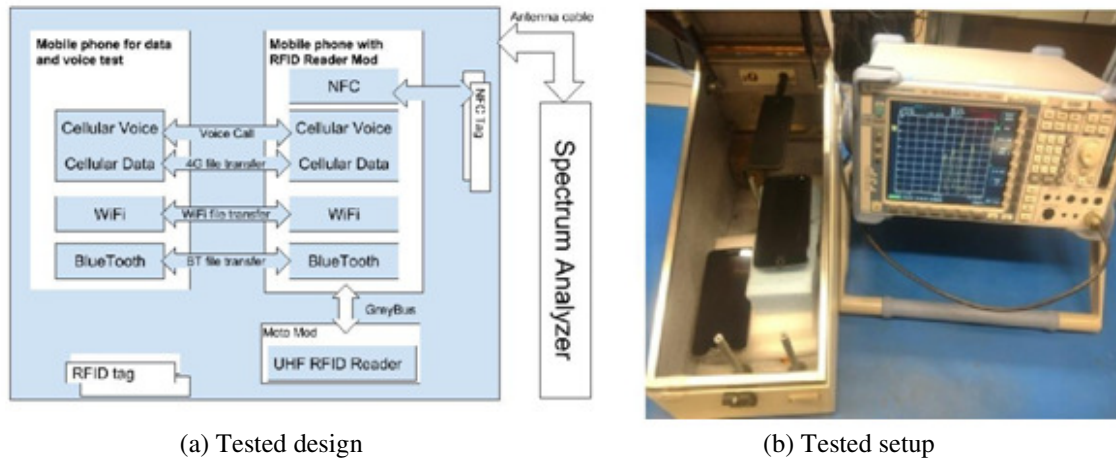 Antenna cable
Mobile phone for data
and voice test
Mobile phone with
RFID Reader Mod
NFC
NFC Tag
Cellular Voice
Voice Call
Cellular Voice
Cellular Data
4G file transfer
Cellular Data
WiFi
WiFi file transfer
WiFi
BlueTooth
BT file transfer
BlueTooth
GreyBus
Moto Mod
UHF RFID Reader
RFID tag
Spectrum Analyzer
(a) Tested design
(b) Tested setup